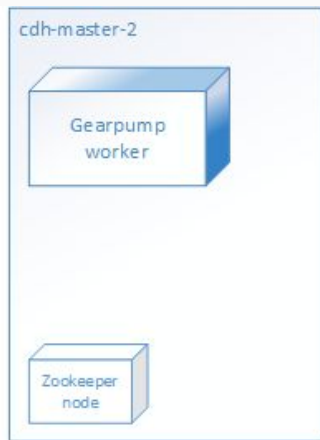 cdh-master-2
Gearpump
worker
Zookeeper
node